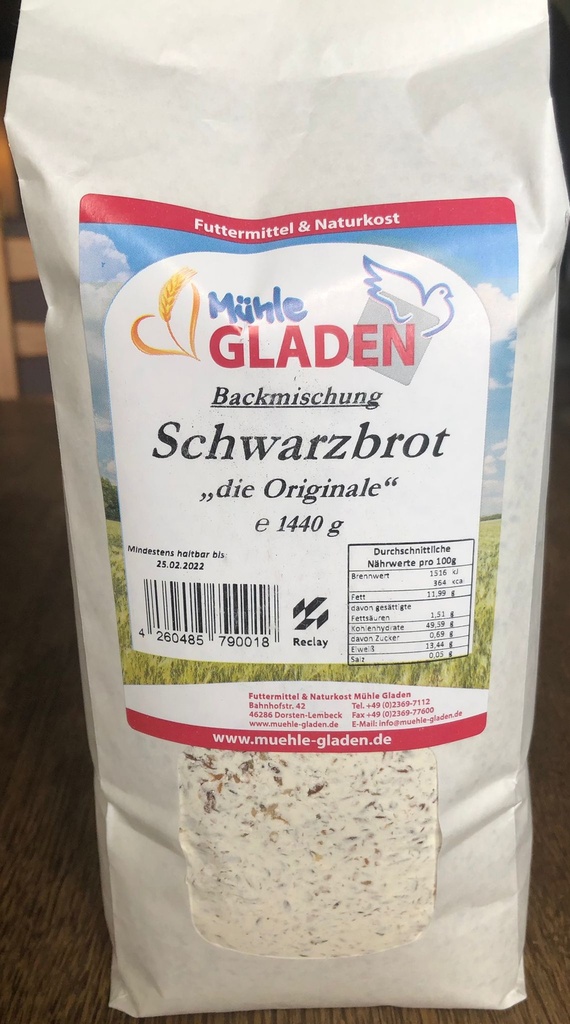 Futtermittel & Naturkost
Mühle
GLADEN
Backmischung
Schwarzbrot
„die Originale“
℮ 1440 g
Mindestens haltbar bis
25.02.2022
4 260485 790018
Reclay
Durchschnittliche
Nährwerte pro 100g
Brennwert 1516 kJ
364 kcal
Fett 11,99 g
davon gesättigte
Fettsäuren 1,51 g
Kohlenhydrate 49,59 g
davon Zucker 0,69 g
Eiweiß 13,44 g
Salz 0,05 g
Futtermittel & Naturkost Mühle Gladen
Bahnhofstr. 42 Tel. +49 (0)2369-7112
46286 Dorsten-Lembeck Fax +49 (0)2369-77600
www.muehle-gladen.de E-Mail: info@muehle-gladen.de
www.muehle-gladen.de